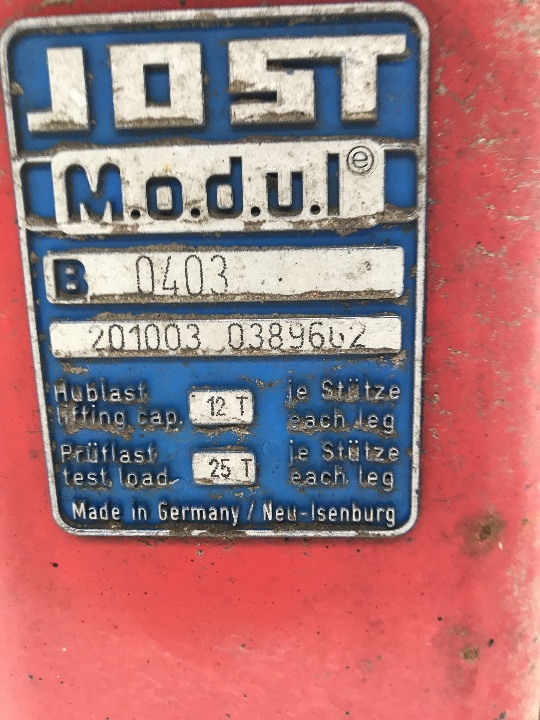 JOST
M.o.d.u.l ⓔ
B 0403
201003 0389662
Hublast je Stütze
lifting cap. 12 T each leg
Prüflast je Stütze
test load 25 T each leg
Made in Germany / Neu-Isenburg